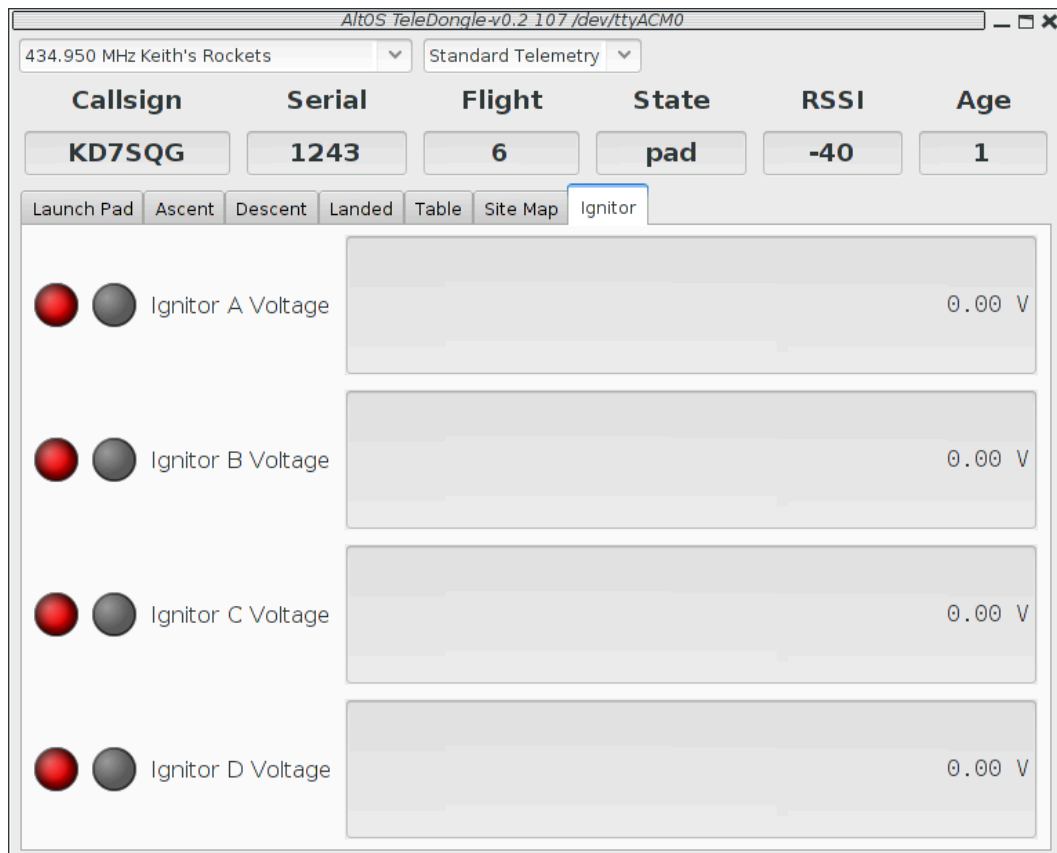 AltOS TeleDongle-v0.2 107 /dev/ttyACM0
434.950 MHz Keith's Rockets Standard Telemetry
Callsign Serial Flight State RSSI Age
KD7SQG 1243 6 pad -40 1
Launch Pad Ascent Descent Landed Table Site Map Ignitor
Ignitor A Voltage 0.00 V
Ignitor B Voltage 0.00 V
Ignitor C Voltage 0.00 V
Ignitor D Voltage 0.00 V